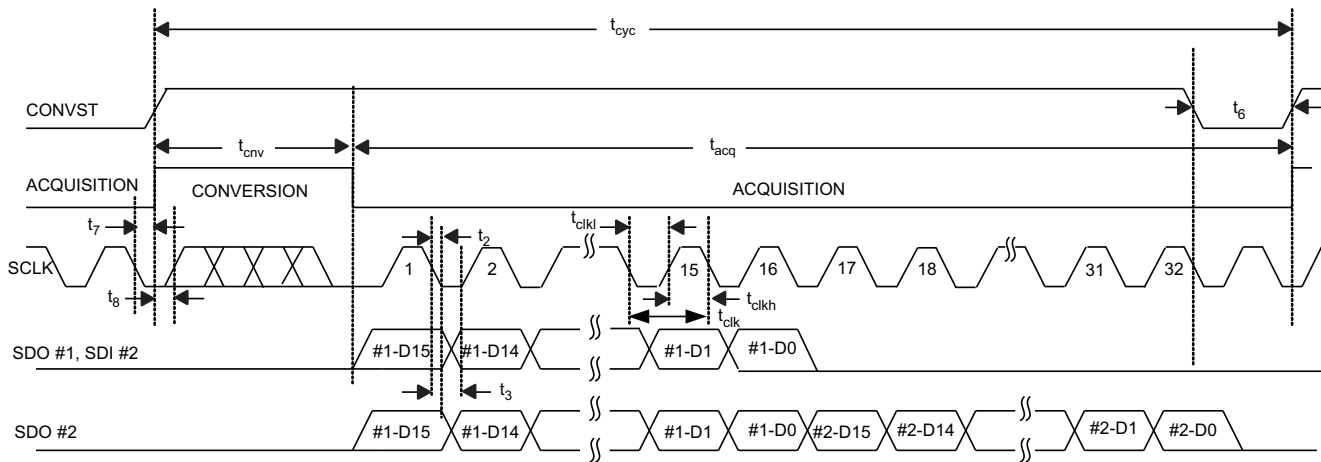 tcyc
CONVST
t6
tcnv
tacq
ACQUISITION
CONVERSION
ACQUISITION
t7
t2
tclkl
SCLK
1
2
15
16
17
18
31
32
t8
tclkh
tclk
SDO #1, SDI #2
#1-D15
#1-D14
#1-D1
#1-D0
t3
SDO #2
#1-D15
#1-D14
#1-D1
#1-D0
#2-D15
#2-D14
#2-D1
#2-D0